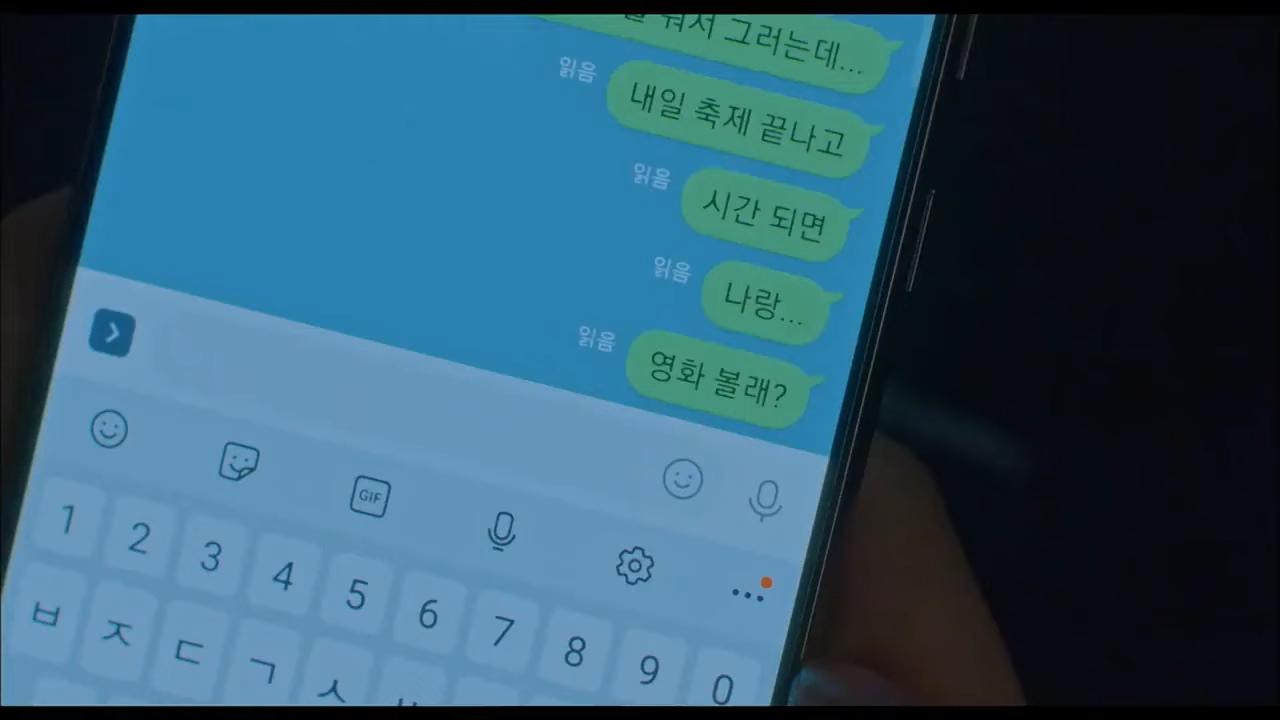 뭐서 그러는데...
읽음
내일 축제 끝나고
읽음
시간 되면
읽음
나랑...
읽음
영화 볼래?
GIF
1 2 3 4 5 6 7 8 9 0
ㅂ ㅈ ㄷ ㄱ ㅅ